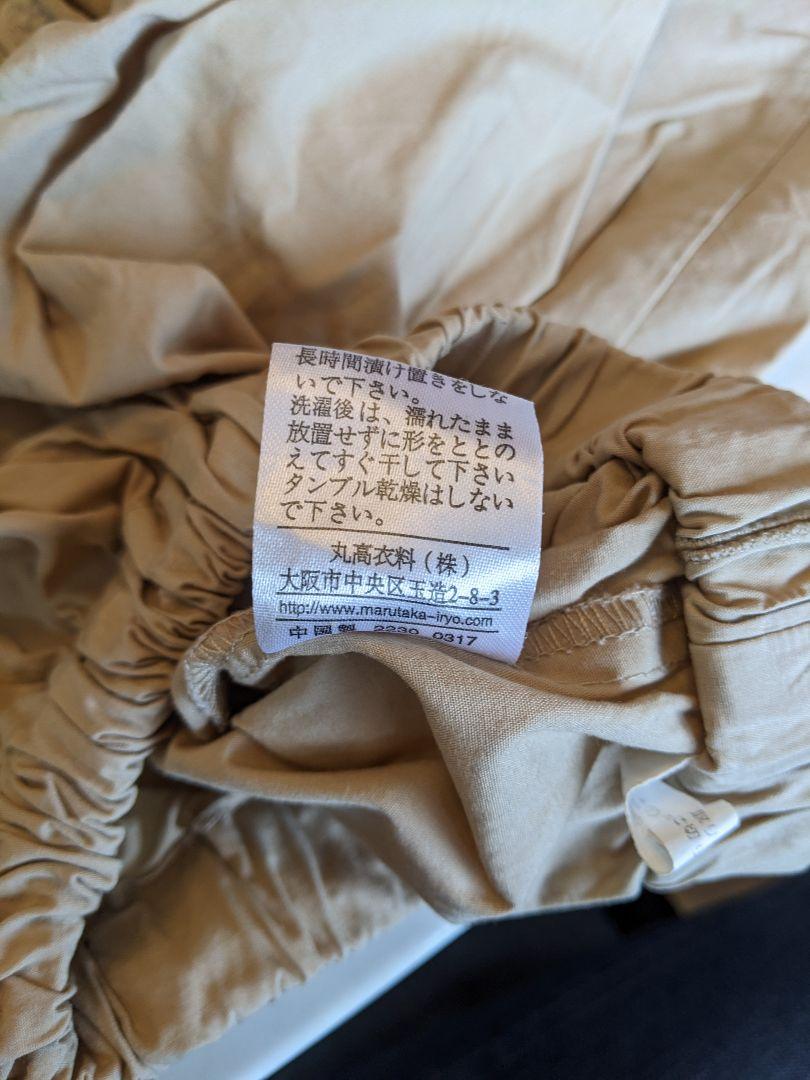 長時間漬け置きをしな
いで下さい。
洗濯後は、濡れたまま
放置せずに形をととの
えてすぐ干して下さい
タンブル乾燥はしない
で下さい。
丸高衣料(株)
大阪市中央区玉造2-8-3
http://www.marutaka-iryo.com
中国製 2239 0317